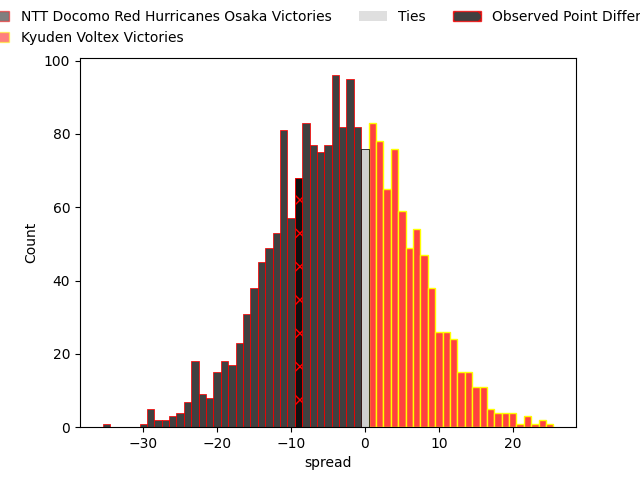 NTT Docomo Red Hurricanes Osaka Victories
Ties
Observed Point Differ
Kyuden Voltex Victories
100
80
60
40
20
0
Count
−30
−20
−10
0
10
20
spread